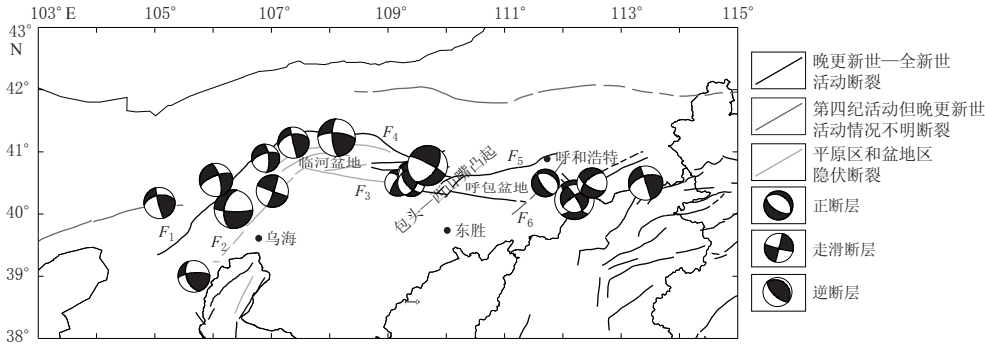 103° E
105°
107°
109°
111°
113°
115°
43°
N
42°
41°
40°
39°
38°
F4
临河盆地
F3
包头—西山嘴凸起
F5
呼和浩特
呼包盆地
F6
F1
F2
乌海
东胜
晚更新世—全新世
活动断裂
第四纪活动但晚更新世
活动情况不明断裂
平原区和盆地区
隐伏断裂
正断层
走滑断层
逆断层